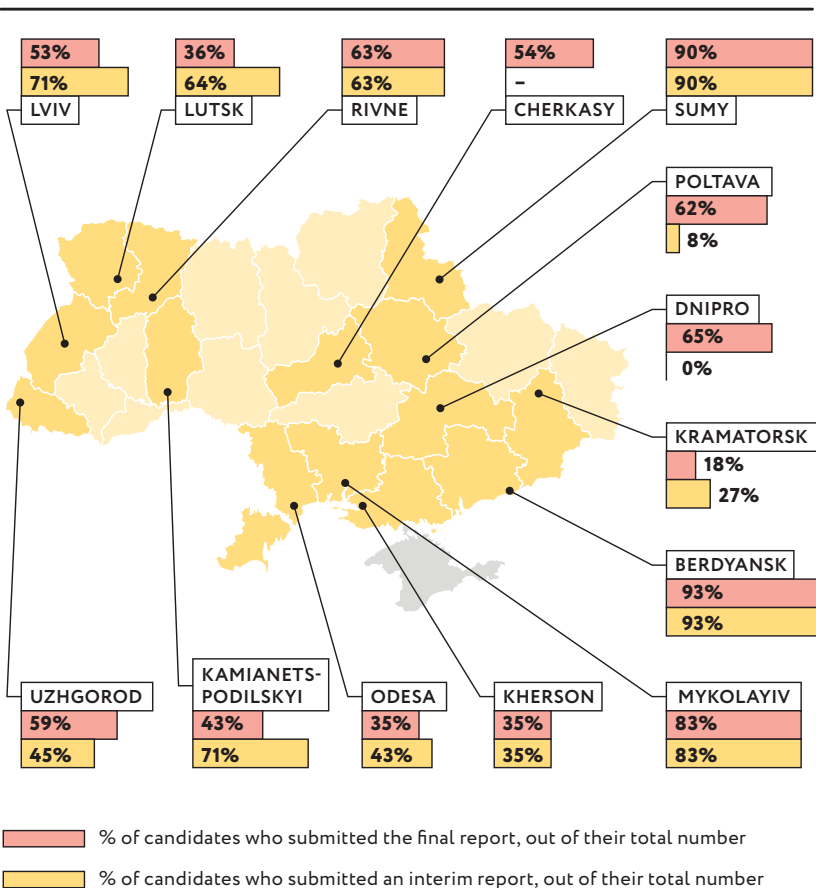 53%
71%
LVIV
36%
64%
LUTSK
63%
63%
RIVNE
54%
–
CHERKASY
90%
90%
SUMY
POLTAVA
62%
8%
DNIPRO
65%
0%
KRAMATORSK
18%
27%
BERDYANSK
93%
93%
UZHGOROD
59%
45%
KAMIANETS-
PODILSKYI
43%
71%
ODESA
35%
43%
KHERSON
35%
35%
MYKOLAYIV
83%
83%
% of candidates who submitted the final report, out of their total number
% of candidates who submitted an interim report, out of their total number